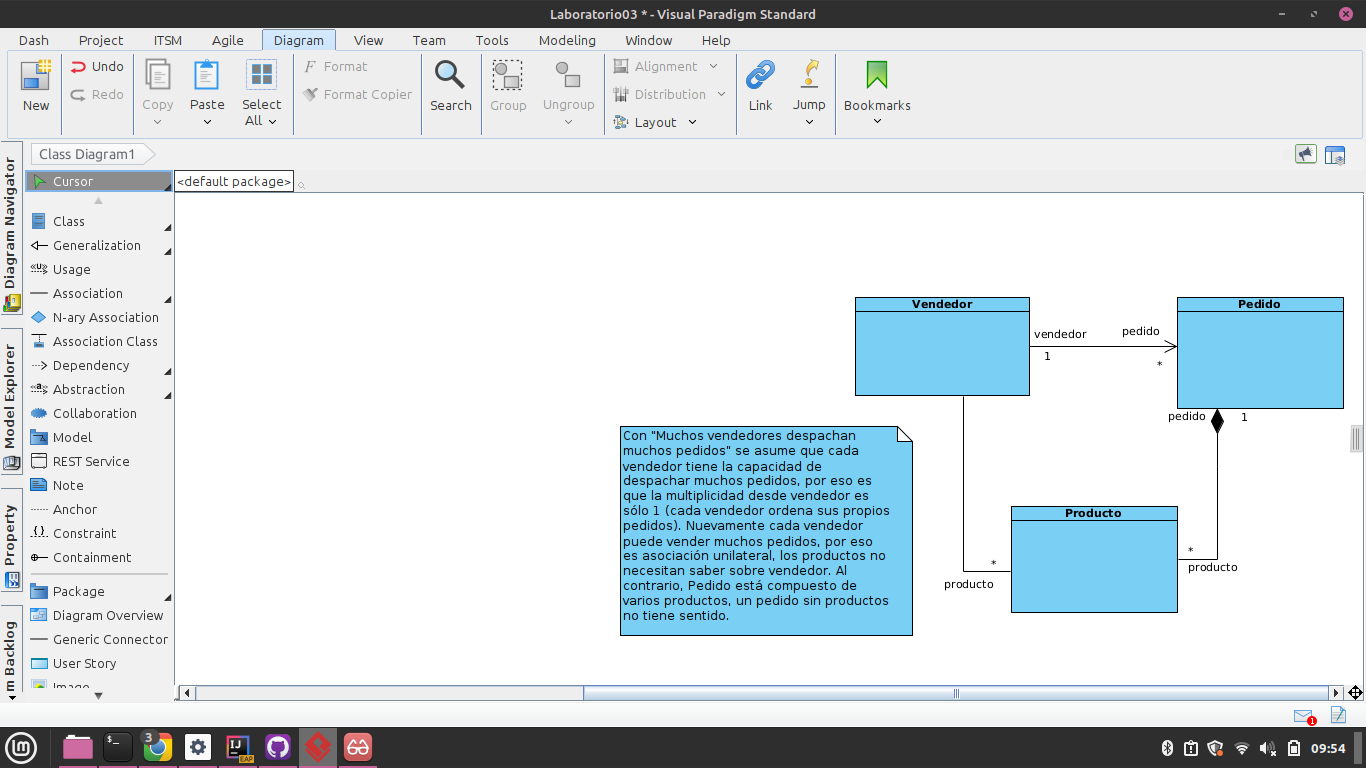 Laboratorio03 * - Visual Paradigm Standard
Dash Project ITSM Agile Diagram View Team Tools Modeling Window Help
New
Undo
Redo
Copy
Paste
Select
All
Format
Format Copier
Search
Group
Ungroup
Alignment
Distribution
Layout
Link
Jump
Bookmarks
Class Diagram1
Diagram Navigator
Model Explorer
Property
m Backlog
Cursor
Class
Generalization
Usage
Association
N-ary Association
Association Class
Dependency
Abstraction
Collaboration
Model
REST Service
Note
Anchor
Constraint
Containment
Package
Diagram Overview
Generic Connector
User Story
Image
<default package>
Vendedor
Pedido
vendedor
pedido
1
*
pedido
1
Producto
*
producto
*
producto
Con "Muchos vendedores despachan
muchos pedidos" se asume que cada
vendedor tiene la capacidad de
despachar muchos pedidos, por eso es
que la multiplicidad desde vendedor es
sólo 1 (cada vendedor ordena sus propios
pedidos). Nuevamente cada vendedor
puede vender muchos pedidos, por eso
es asociación unilateral, los productos no
necesitan saber sobre vendedor. Al
contrario, Pedido está compuesto de
varios productos, un pedido sin productos
no tiene sentido.
1
$_
3
IJ
EAP
09:54